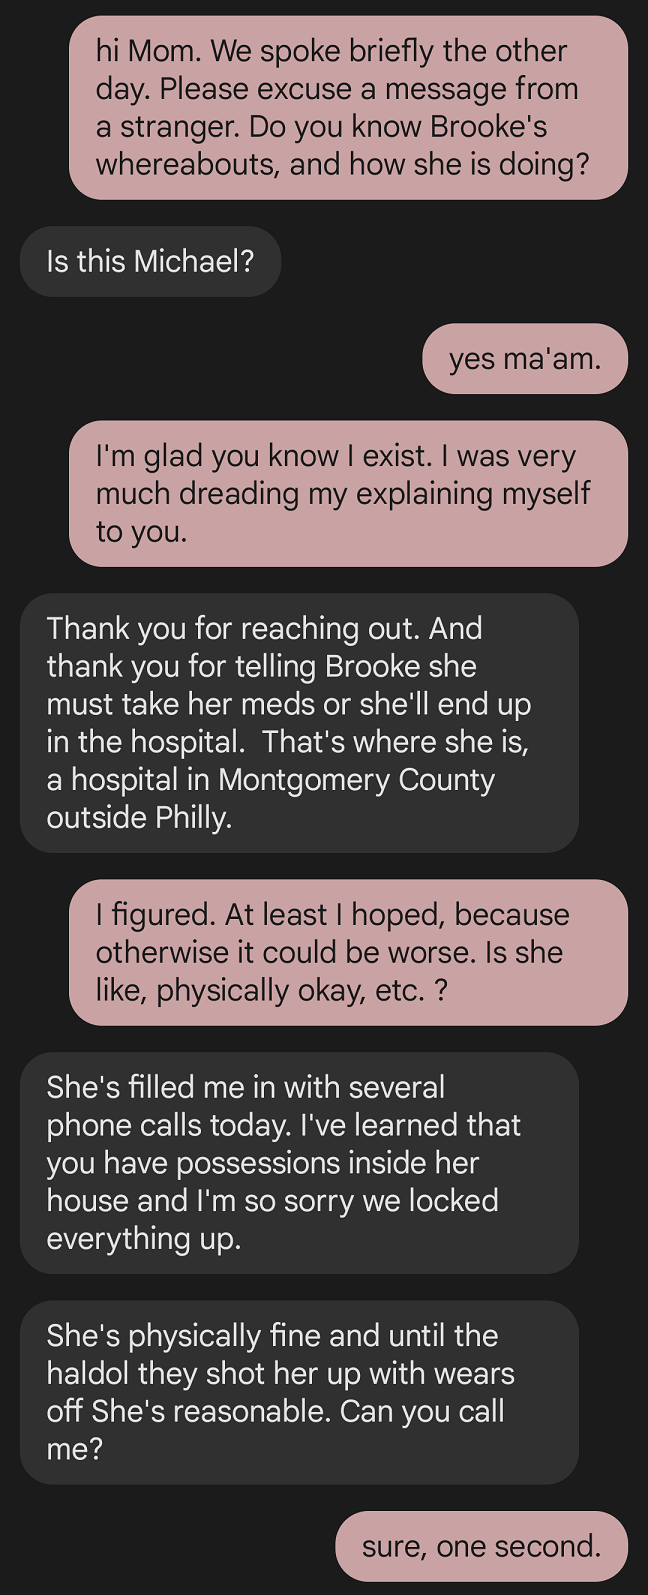 hi Mom. We spoke briefly the other
day. Please excuse a message from
a stranger. Do you know Brooke's
whereabouts, and how she is doing?
Is this Michael?
yes ma'am.
I'm glad you know I exist. I was very
much dreading my explaining myself
to you.
Thank you for reaching out. And
thank you for telling Brooke she
must take her meds or she'll end up
in the hospital.  That's where she is,
a hospital in Montgomery County
outside Philly.
I figured. At least I hoped, because
otherwise it could be worse. Is she
like, physically okay, etc. ?
She's filled me in with several
phone calls today. I've learned that
you have possessions inside her
house and I'm so sorry we locked
everything up.
She's physically fine and until the
haldol they shot her up with wears
off She's reasonable. Can you call
me?
sure, one second.